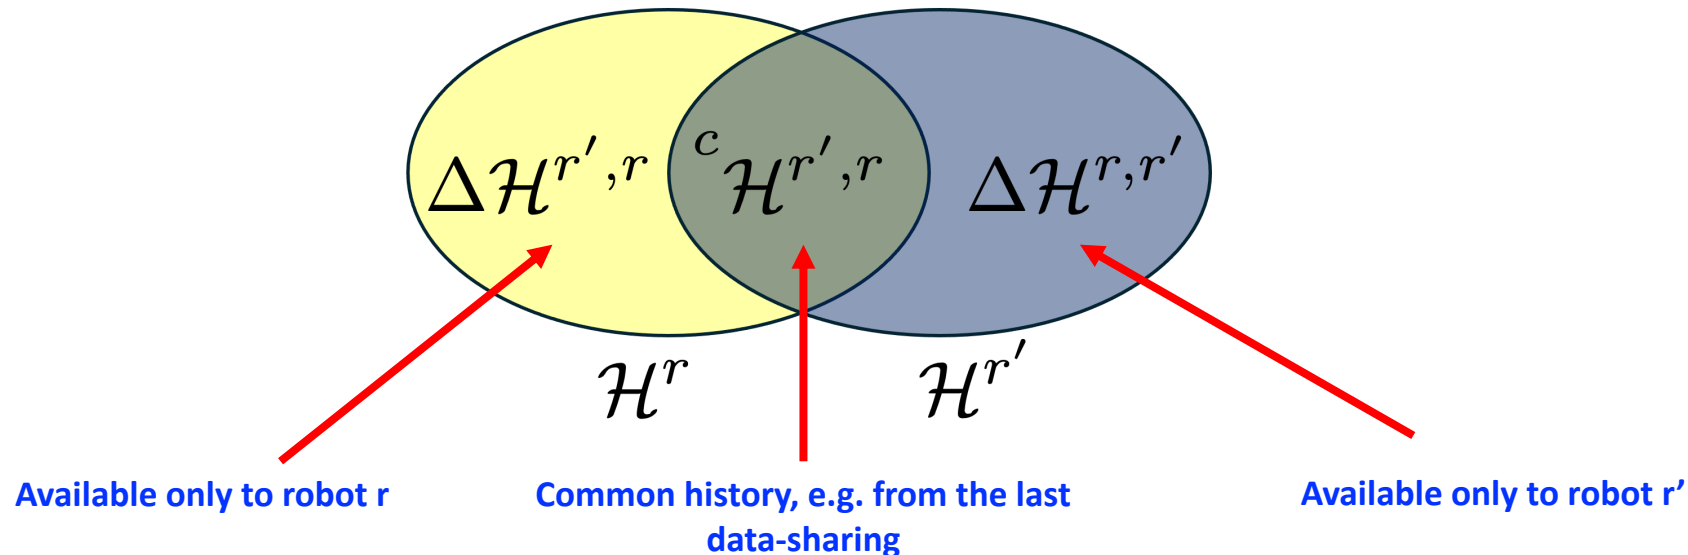 Δℋ^{r′,r} ^cℋ^{r′,r} Δℋ^{r,r′}
ℋ^r ℋ^{r′}
Available only to robot r
Common history, e.g. from the last
data-sharing
Available only to robot r’